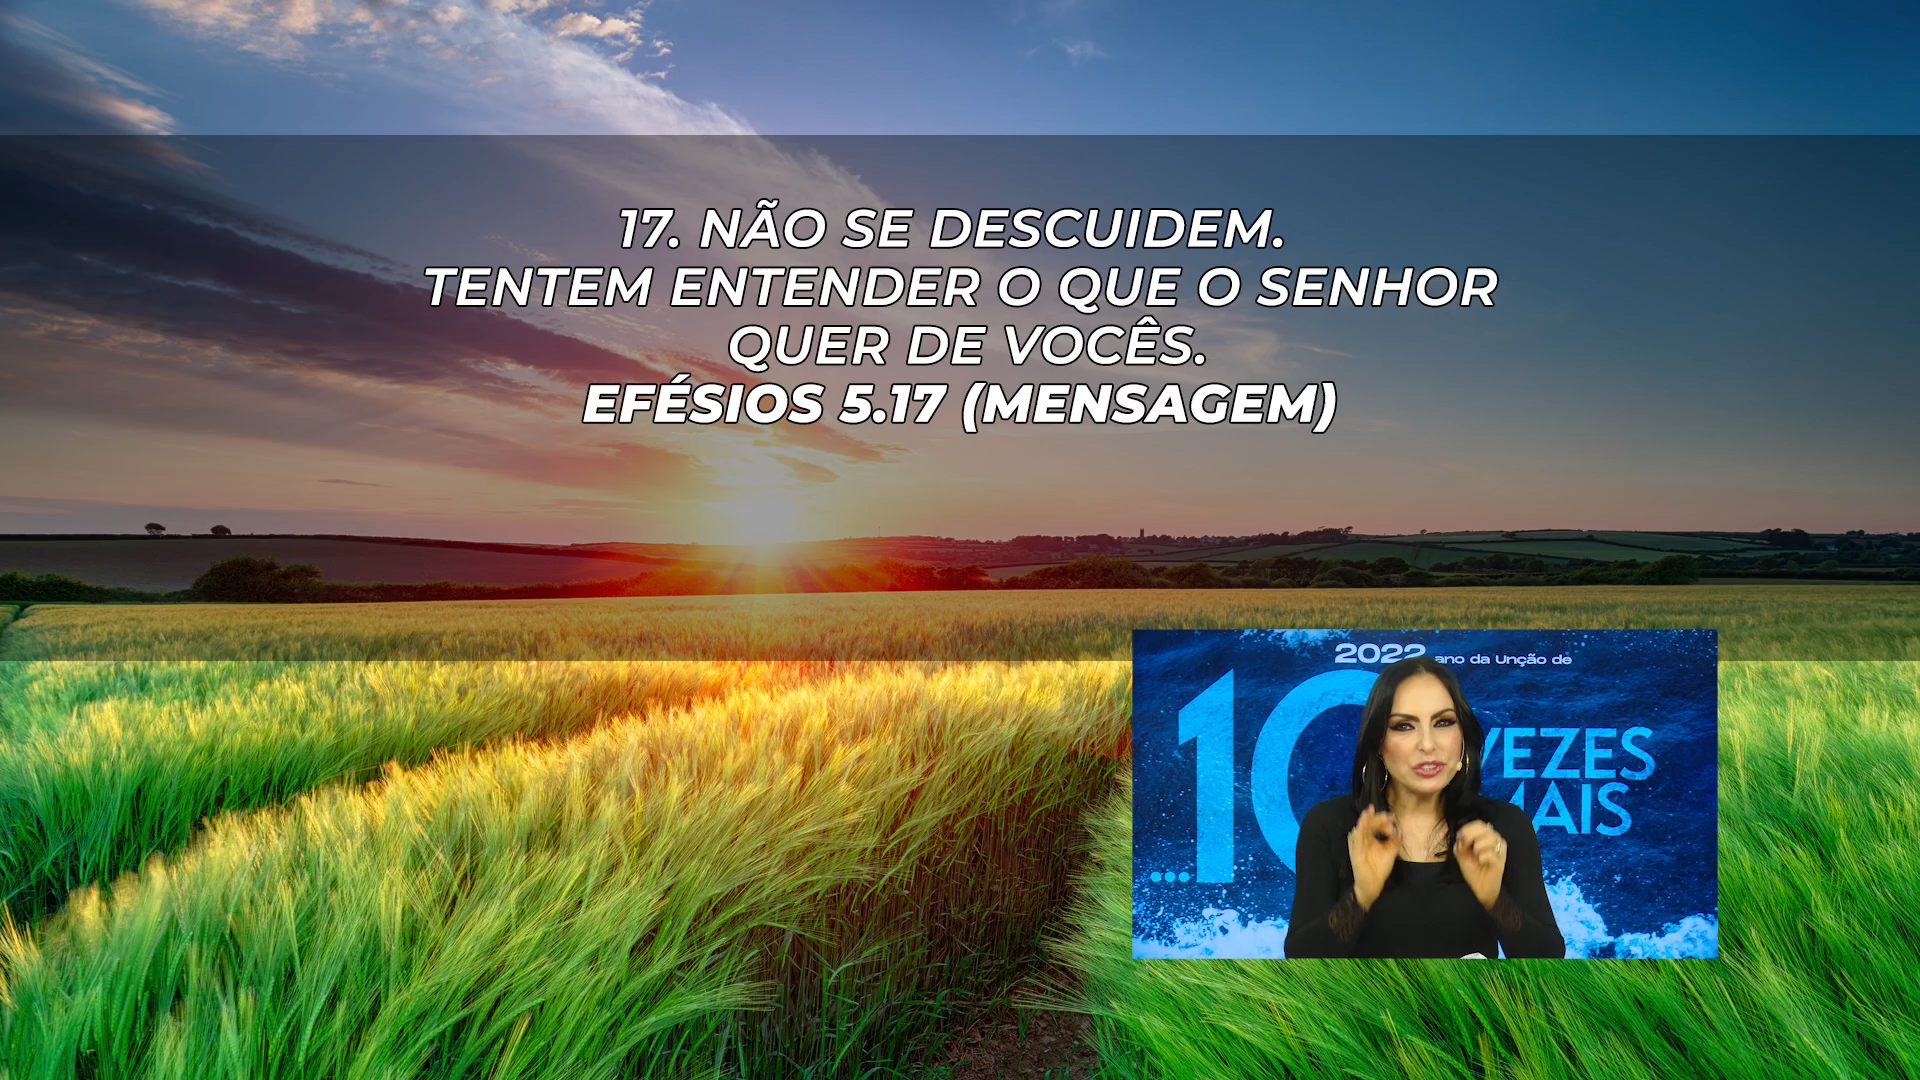 17. NÃO SE DESCUIDEM.
TENTEM ENTENDER O QUE O SENHOR
QUER DE VOCÊS.
EFÉSIOS 5.17 (MENSAGEM)
2022 ano da Unção de
...10
VEZES
MAIS